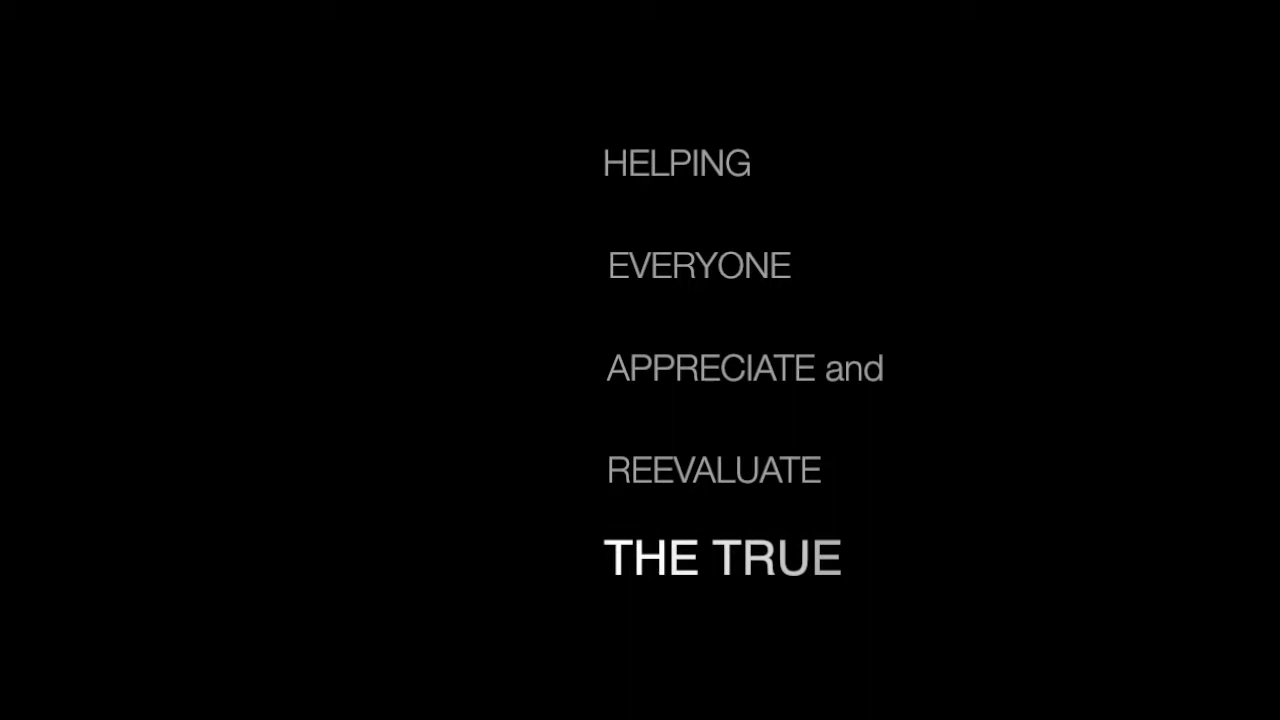 HELPING
EVERYONE
APPRECIATE and
REEVALUATE
THE TRUE